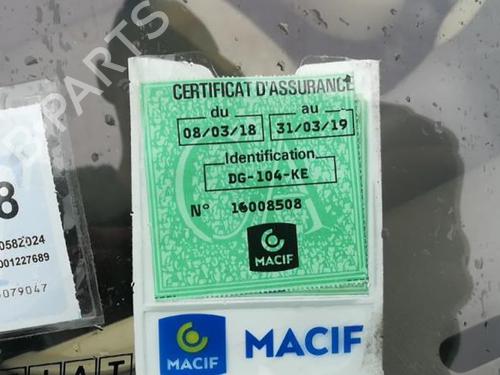 CERTIFICAT D'ASSURANCE
du au
08/03/18 31/03/19
Identification
DG-104-KE
N° 16008508
MACIF
MACIF MACIF
8
0582024
001227689
079047
B-PARTS